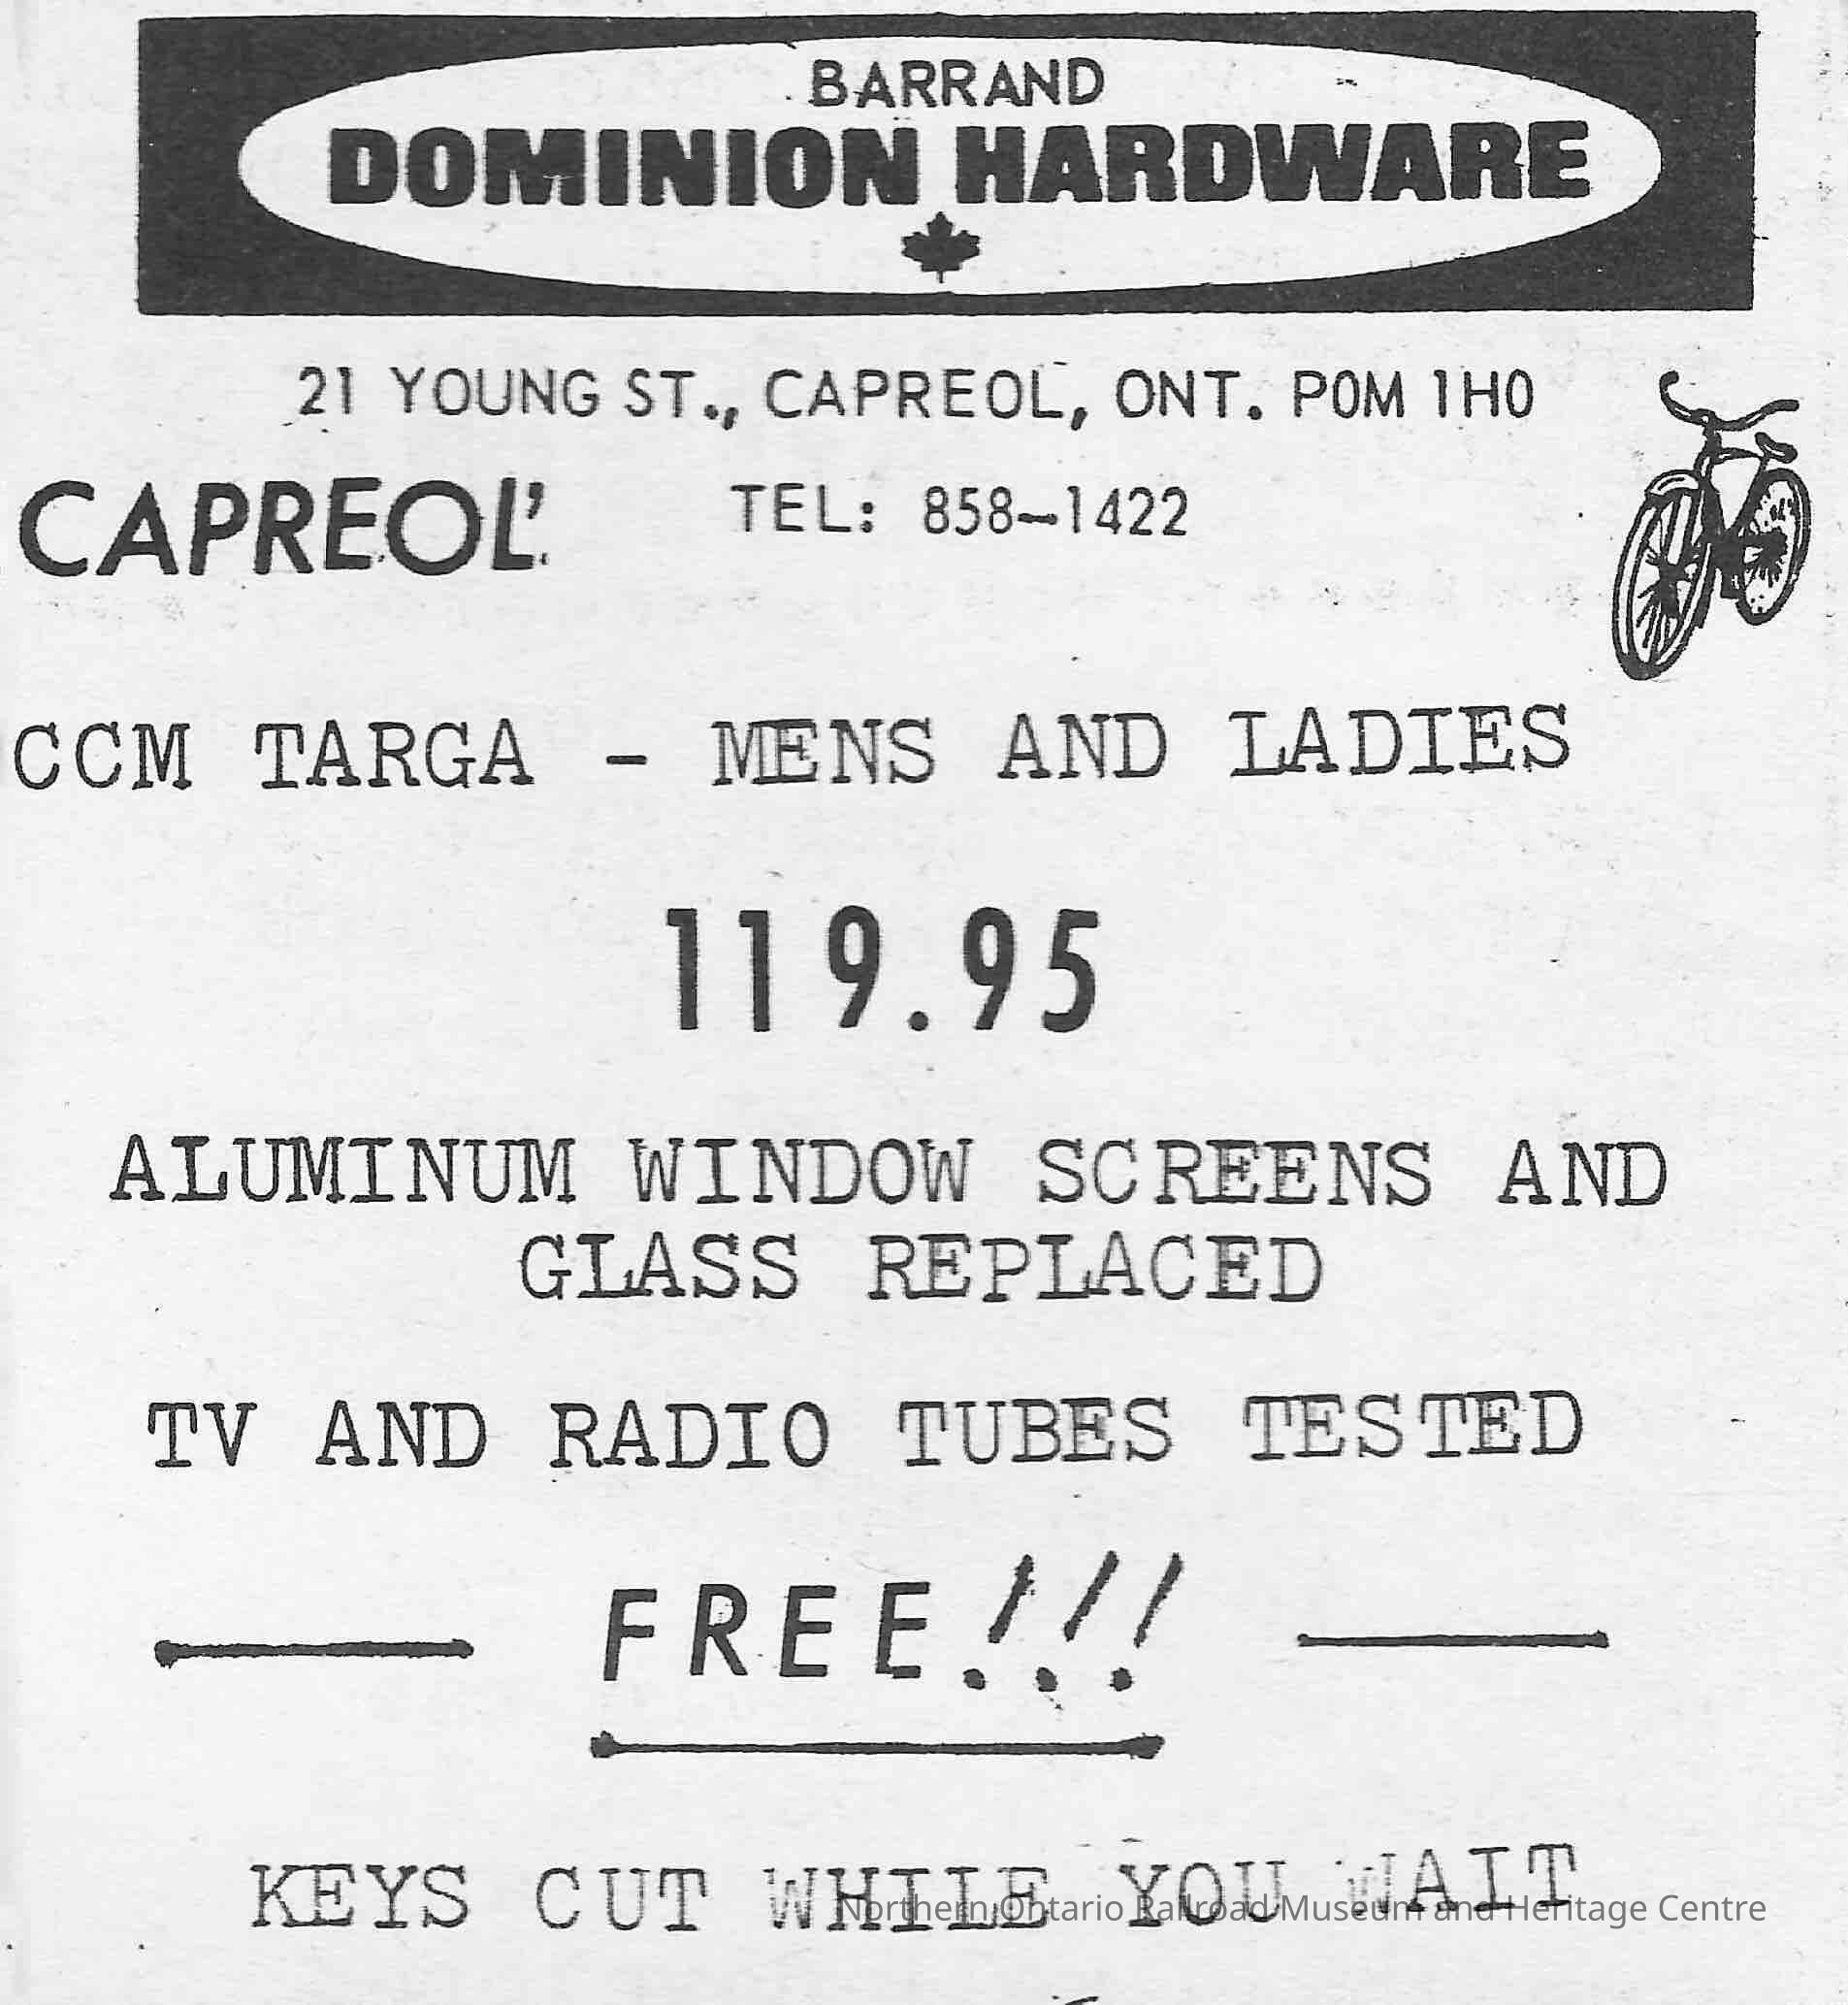 BARRAND
DOMINION HARDWARE
21 YOUNG ST., CAPREOL, ONT. P0M 1H0
CAPREOL'
TEL: 858-1422
CCM TARGA - MENS AND LADIES
119.95
ALUMINUM WINDOW SCREENS AND
GLASS REPLACED
TV AND RADIO TUBES TESTED
FREE!!!
KEYS CUT WHILE YOU WAIT
Northern Ontario Railroad Museum and Heritage Centre